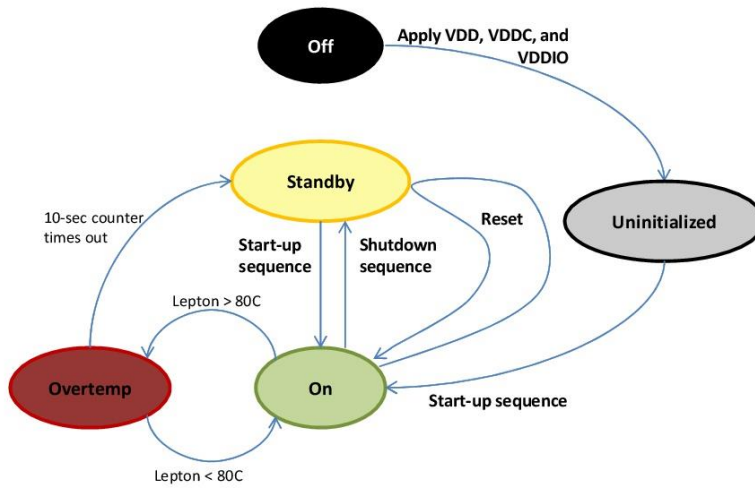 Off
Apply VDD, VDDC, and
VDDIO
Standby
Uninitialized
10-sec counter
times out
Reset
Start-up
sequence
Shutdown
sequence
Lepton > 80C
Overtemp
On
Start-up sequence
Lepton < 80C